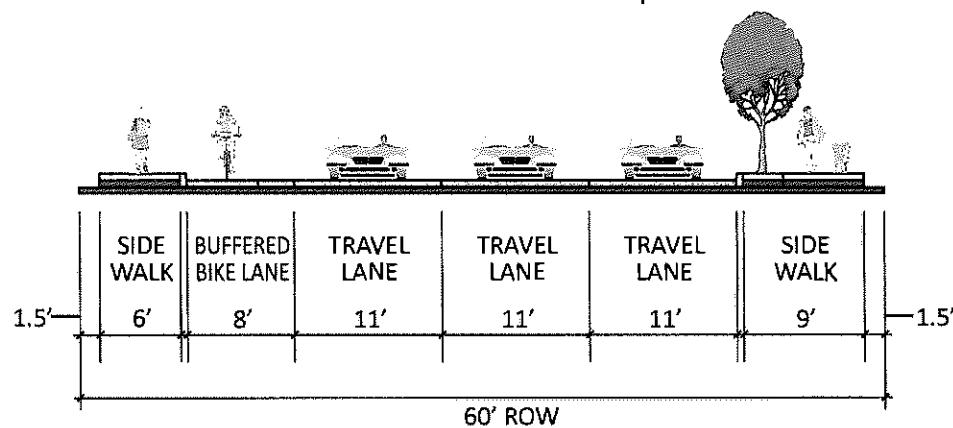 SIDE
WALK
BUFFERED
BIKE LANE
TRAVEL
LANE
TRAVEL
LANE
TRAVEL
LANE
SIDE
WALK
1.5'
6'
8'
11'
11'
11'
9'
1.5'
60' ROW